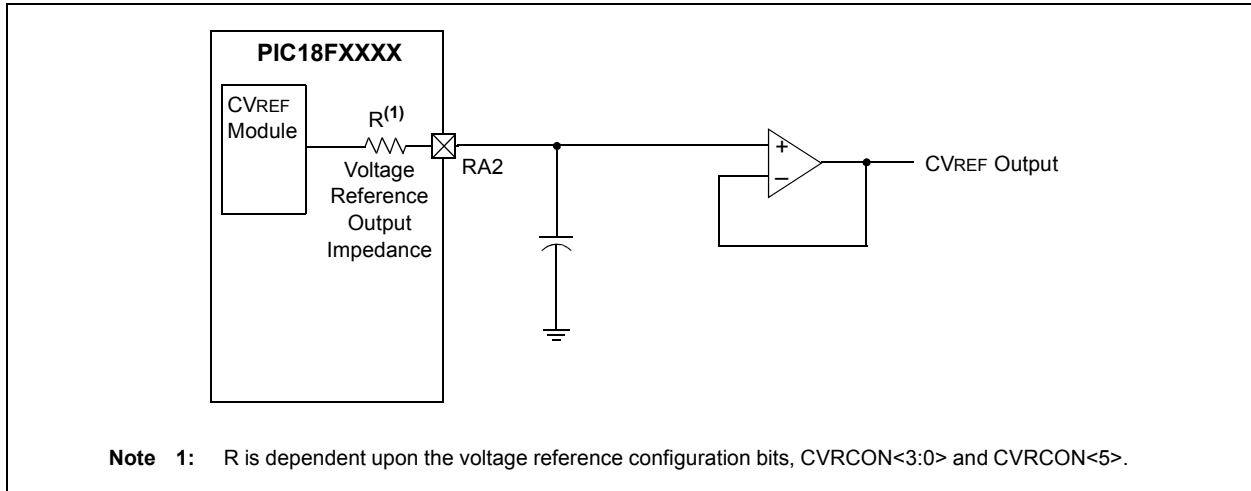 PIC18FXXXX
CVREF
Module
R(1)
Voltage
Reference
Output
Impedance
RA2
+
–
CVREF Output
Note 1: R is dependent upon the voltage reference configuration bits, CVRCON<3:0> and CVRCON<5>.